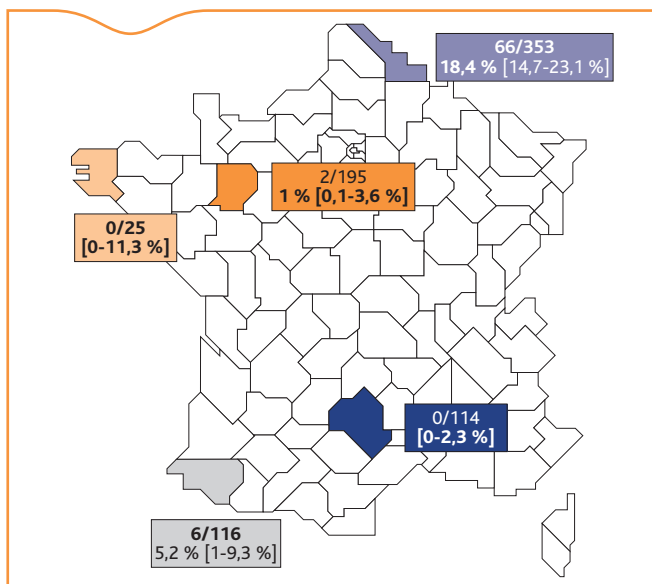 66/353
18,4 % [14,7-23,1 %]
2/195
1 % [0,1-3,6 %]
0/25
[0-11,3 %]
0/114
[0-2,3 %]
6/116
5,2 % [1-9,3 %]